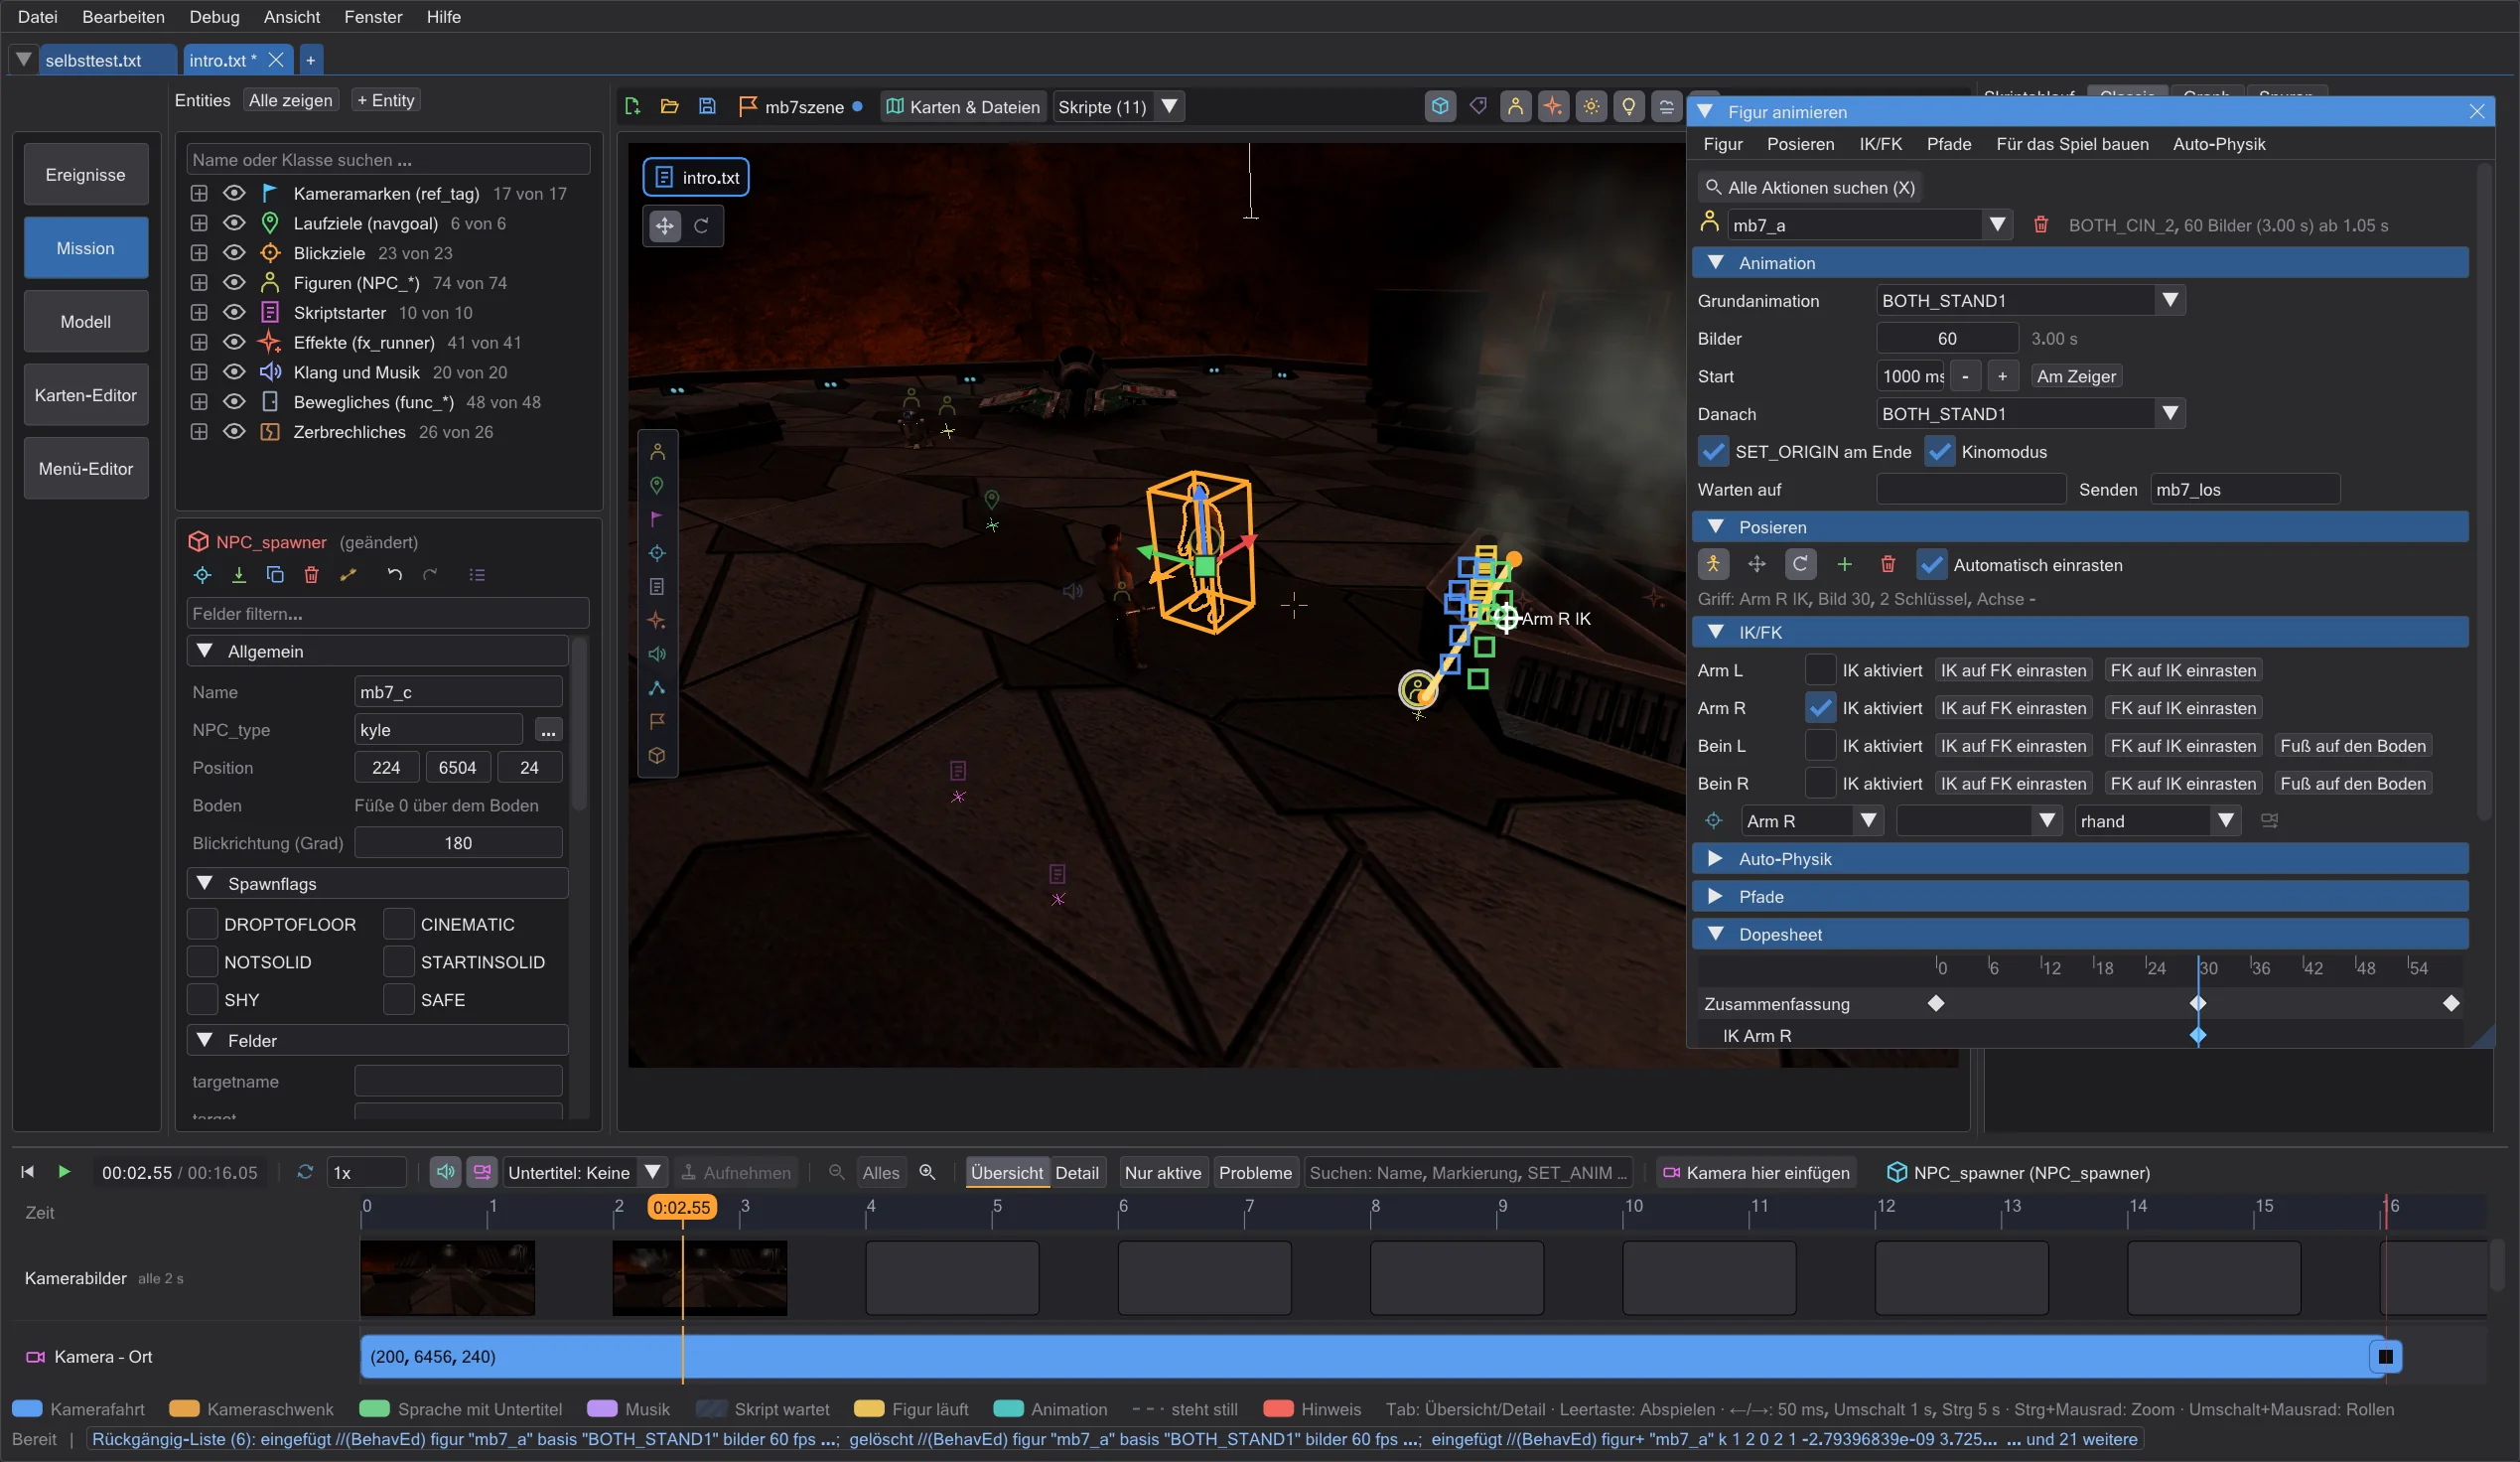 Datei Bearbeiten Debug Ansicht Fenster Hilfe
selbsttest.txt intro.txt * +
Entities Alle zeigen + Entity
mb7szene Karten & Dateien Skripte (11)
Ereignisse
Mission
Modell
Karten-Editor
Menü-Editor
Name oder Klasse suchen ...
Kameramarken (ref_tag) 17 von 17
Laufziele (navgoal) 6 von 6
Blickziele 23 von 23
Figuren (NPC_*) 74 von 74
Skriptstarter 10 von 10
Effekte (fx_runner) 41 von 41
Klang und Musik 20 von 20
Bewegliches (func_*) 48 von 48
Zerbrechliches 26 von 26
NPC_spawner (geändert)
Felder filtern...
Allgemein
Name mb7_c
NPC_type kyle ...
Position 224 6504 24
Boden Füße 0 über dem Boden
Blickrichtung (Grad) 180
Spawnflags
DROPTOFLOOR CINEMATIC
NOTSOLID STARTINSOLID
SHY SAFE
Felder
targetname
intro.txt
Arm R IK
Figur animieren
Figur Posieren IK/FK Pfade Für das Spiel bauen Auto-Physik
Alle Aktionen suchen (X)
mb7_a BOTH_CIN_2, 60 Bilder (3.00 s) ab 1.05 s
Animation
Grundanimation BOTH_STAND1
Bilder 60 3.00 s
Start 1000 ms - + Am Zeiger
Danach BOTH_STAND1
SET_ORIGIN am Ende Kinomodus
Warten auf Senden mb7_los
Posieren
Automatisch einrasten
Griff: Arm R IK, Bild 30, 2 Schlüssel, Achse -
IK/FK
Arm L IK aktiviert IK auf FK einrasten FK auf IK einrasten
Arm R IK aktiviert IK auf FK einrasten FK auf IK einrasten
Bein L IK aktiviert IK auf FK einrasten FK auf IK einrasten Fuß auf den Boden
Bein R IK aktiviert IK auf FK einrasten FK auf IK einrasten Fuß auf den Boden
Arm R rhand
Auto-Physik
Pfade
Dopesheet
0 6 12 18 24 30 36 42 48 54
Zusammenfassung
IK Arm R
00:02.55 / 00:16.05 1x Untertitel: Keine Aufnehmen Alles Übersicht Detail Nur aktive Probleme Suchen: Name, Markierung, SET_ANIM ... Kamera hier einfügen NPC_spawner (NPC_spawner)
Zeit 0 1 2 0:02.55 3 4 5 6 7 8 9 10 11 12 13 14 15 16
Kamerabilder alle 2 s
Kamera - Ort (200, 6456, 240)
Kamerafahrt Kameraschwenk Sprache mit Untertitel Musik Skript wartet Figur läuft Animation steht still Hinweis Tab: Übersicht/Detail · Leertaste: Abspielen · ←/→: 50 ms, Umschalt 1 s, Strg 5 s · Strg+Mausrad: Zoom · Umschalt+Mausrad: Rollen
Bereit | Rückgängig-Liste (6): eingefügt //(BehavEd) figur "mb7_a" basis "BOTH_STAND1" bilder 60 fps ...; gelöscht //(BehavEd) figur "mb7_a" basis "BOTH_STAND1" bilder 60 fps ...; eingefügt //(BehavEd) figur+ "mb7_a" k 1 2 0 2 1 -2.79396839e-09 3.725... ... und 21 weitere